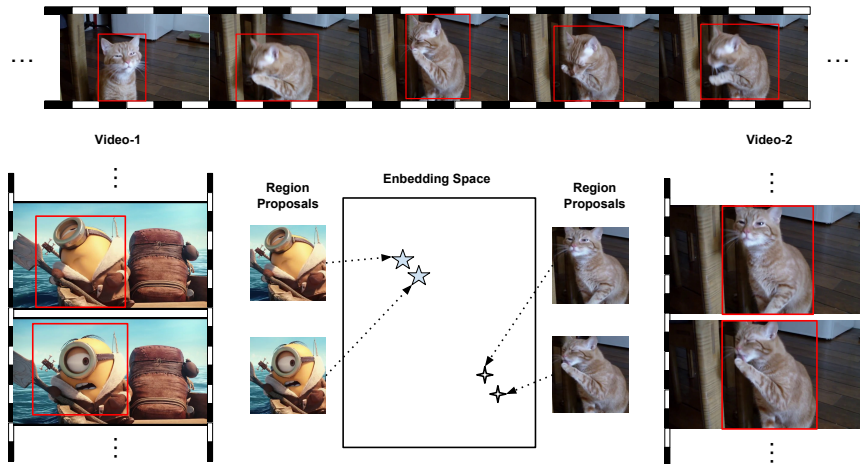 ...
...
Video-1
Video-2
Region
Proposals
Enbedding Space
Region
Proposals